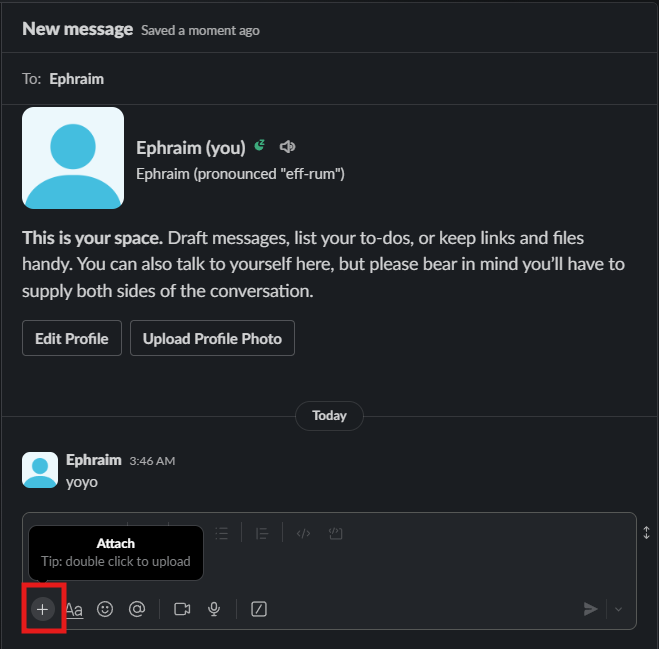 New message Saved a moment ago
To: Ephraim
Ephraim (you)
Ephraim (pronounced "eff-rum")
This is your space. Draft messages, list your to-dos, or keep links and files
handy. You can also talk to yourself here, but please bear in mind you’ll have to
supply both sides of the conversation.
Edit Profile Upload Profile Photo
Today
Ephraim 3:46 AM
yoyo
Attach
Tip: double click to upload
Aa